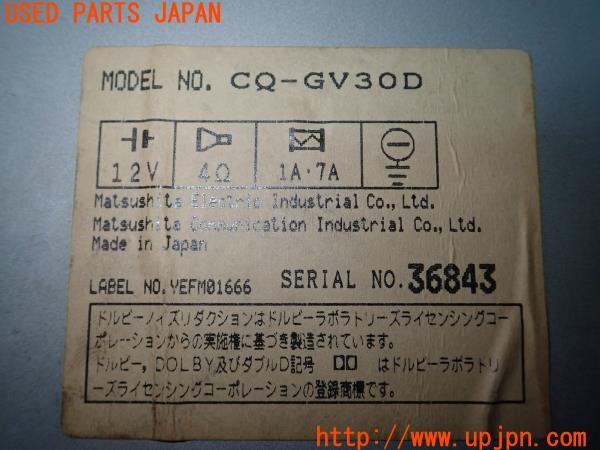 USED PARTS JAPAN
MODEL NO. CQ-GV30D
12V 4Ω 1A·7A
Matsushita Electric Industrial Co., Ltd.
Matsushita Communication Industrial Co., Ltd.
Made in Japan
LABEL NO. YEFM01666 SERIAL NO. 36843
ドルビーノイズリダクションはドルビーラボラトリーズライセンシングコー
ポレーションからの実施権に基づき製造されています。
ドルビー,DOLBY及びダブルD記号 はドルビーラボラトリ
ーズライセンシングコーポレーションの登録商標です。
http://www.upjpn.com